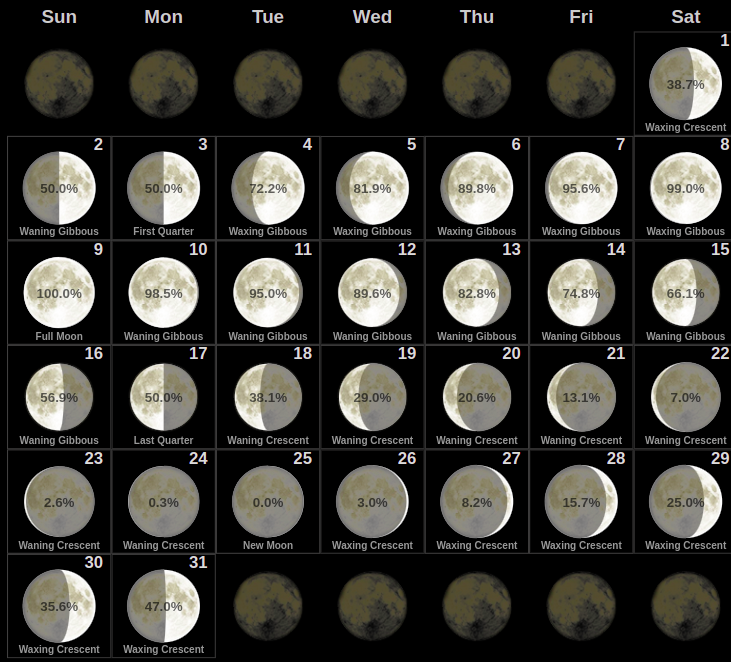 Sun Mon Tue Wed Thu Fri Sat
1
38.7%
Waxing Crescent
2 3 4 5 6 7 8
50.0% 50.0% 72.2% 81.9% 89.8% 95.6% 99.0%
Waning Gibbous First Quarter Waxing Gibbous Waxing Gibbous Waxing Gibbous Waxing Gibbous Waxing Gibbous
9 10 11 12 13 14 15
100.0% 98.5% 95.0% 89.6% 82.8% 74.8% 66.1%
Full Moon Waning Gibbous Waning Gibbous Waning Gibbous Waning Gibbous Waning Gibbous Waning Gibbous
16 17 18 19 20 21 22
56.9% 50.0% 38.1% 29.0% 20.6% 13.1% 7.0%
Waning Gibbous Last Quarter Waning Crescent Waning Crescent Waning Crescent Waning Crescent Waning Crescent
23 24 25 26 27 28 29
2.6% 0.3% 0.0% 3.0% 8.2% 15.7% 25.0%
Waning Crescent Waning Crescent New Moon Waxing Crescent Waxing Crescent Waxing Crescent Waxing Crescent
30 31
35.6% 47.0%
Waxing Crescent Waxing Crescent